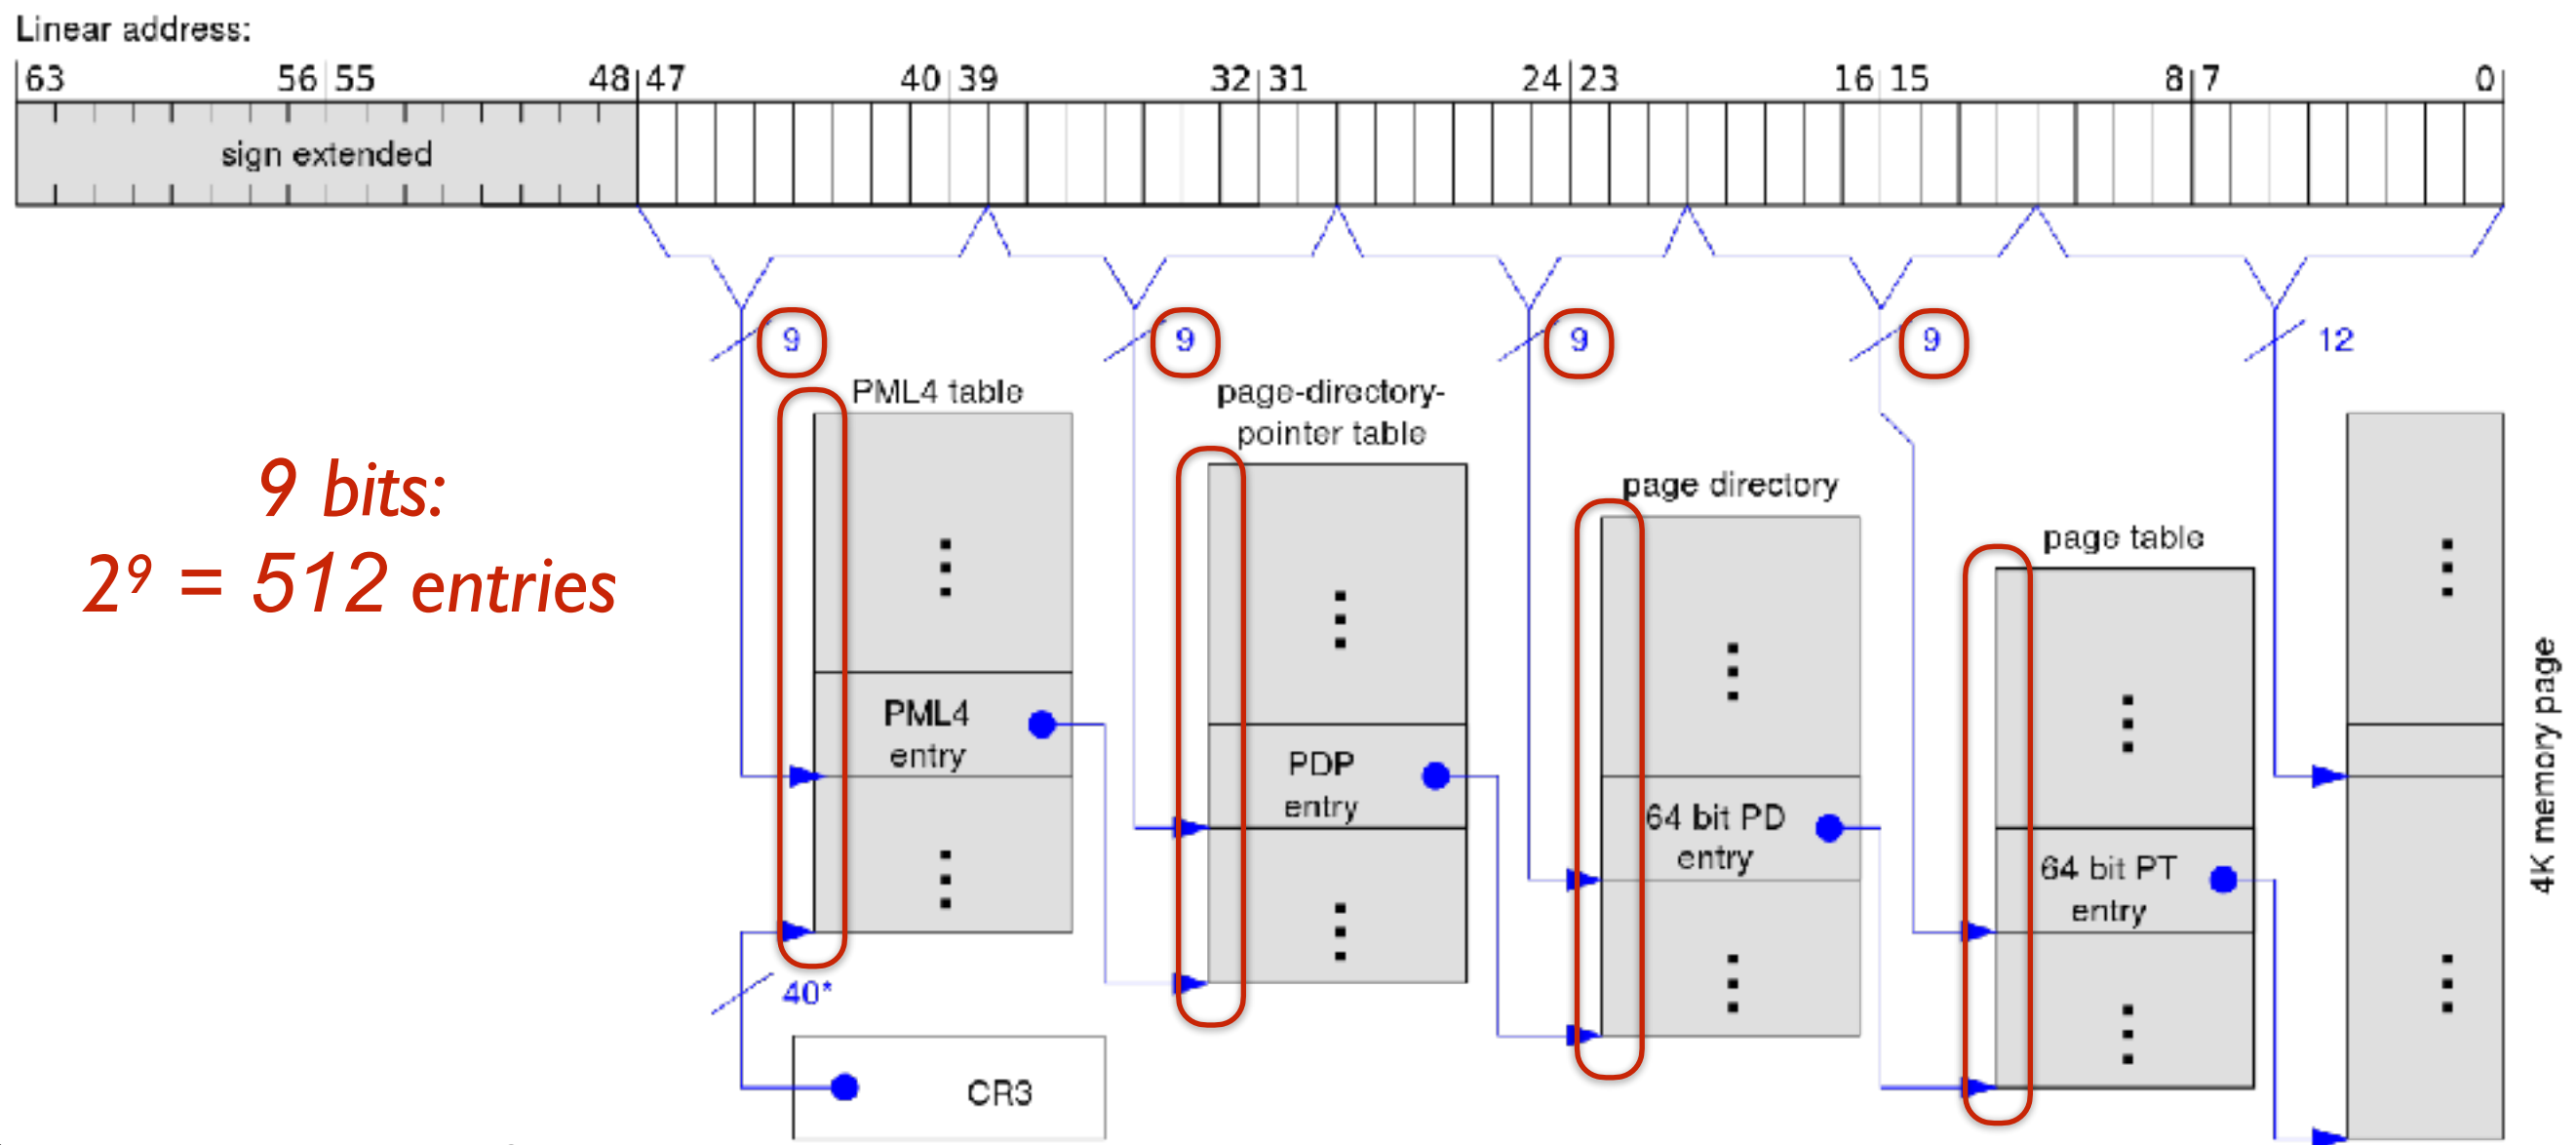 Linear address:
63 56 55 48 47 40 39 32 31 24 23 16 15 8 7 0
sign extended
9 9 9 9 12
PML4 table
page-directory-
pointer table
page directory
page table
9 bits:
2⁹ = 512 entries
PML4
entry
PDP
entry
64 bit PD
entry
64 bit PT
entry
4K memory page
40*
CR3